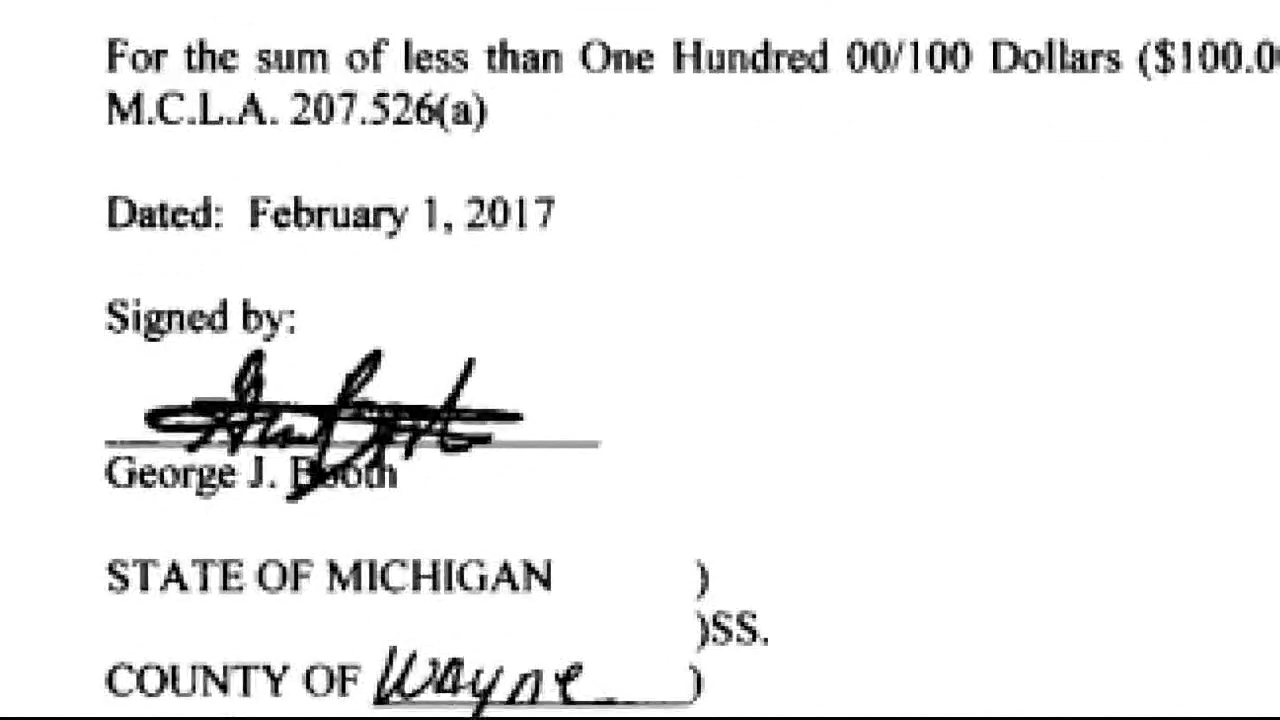 For the sum of less than One Hundred 00/100 Dollars ($100.0
M.C.L.A. 207.526(a)
Dated: February 1, 2017
Signed by:
George J. Booth
STATE OF MICHIGAN )
)SS.
COUNTY OF Wayne )